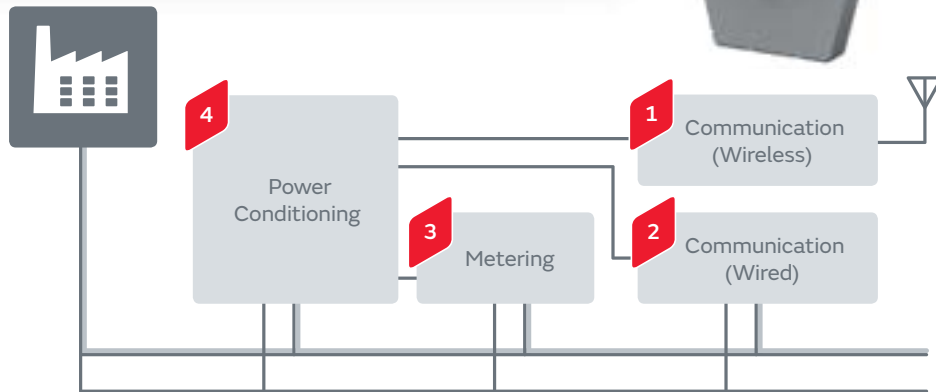 4
Power
Conditioning
1
Communication
(Wireless)
3
Metering
2
Communication
(Wired)